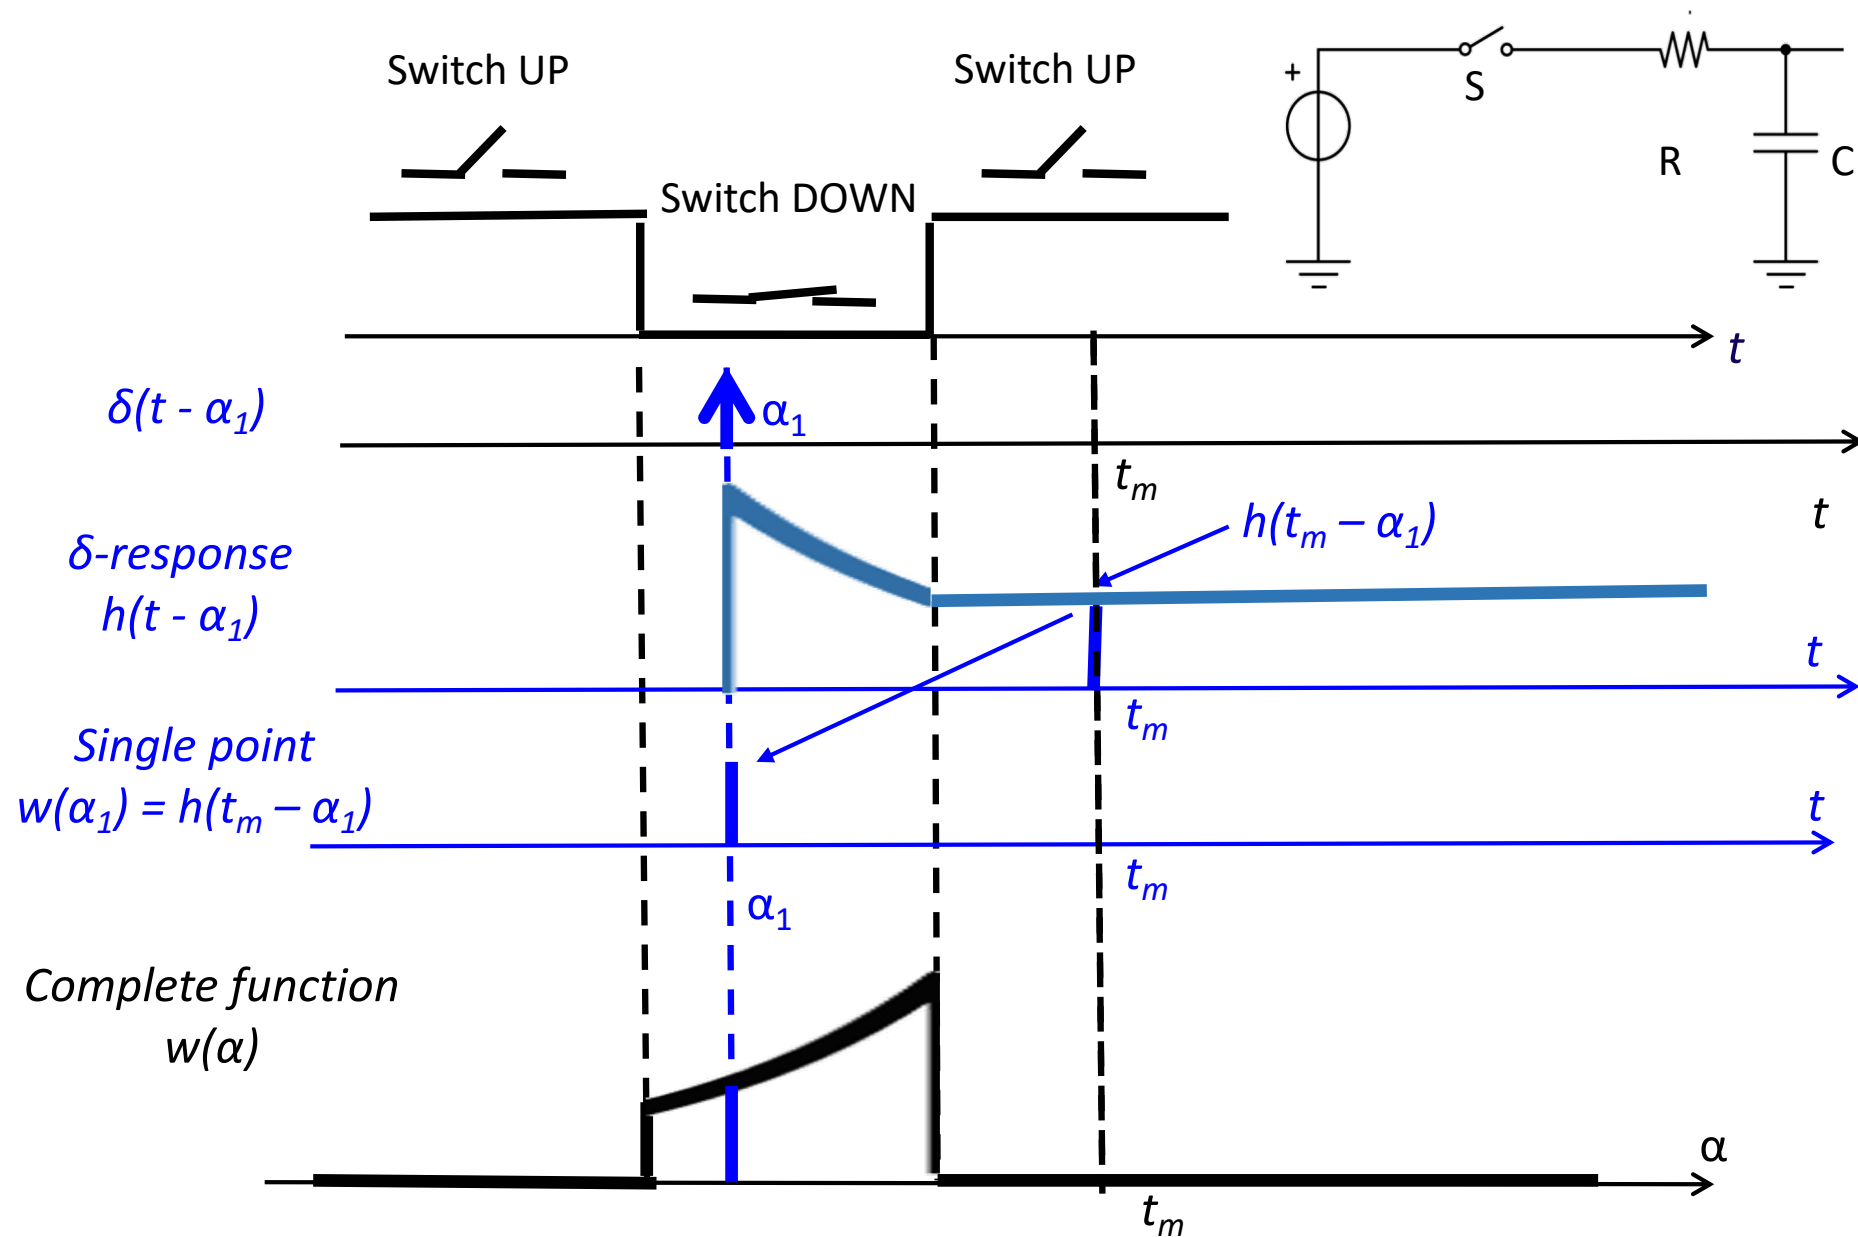 Switch UP
Switch UP
+
S
R
C
Switch DOWN
t
δ(t - α1)
α1
tm
t
h(tm – α1)
δ-response
h(t - α1)
t
tm
Single point
w(α1) = h(tm – α1)
t
tm
α1
Complete function
w(α)
α
tm